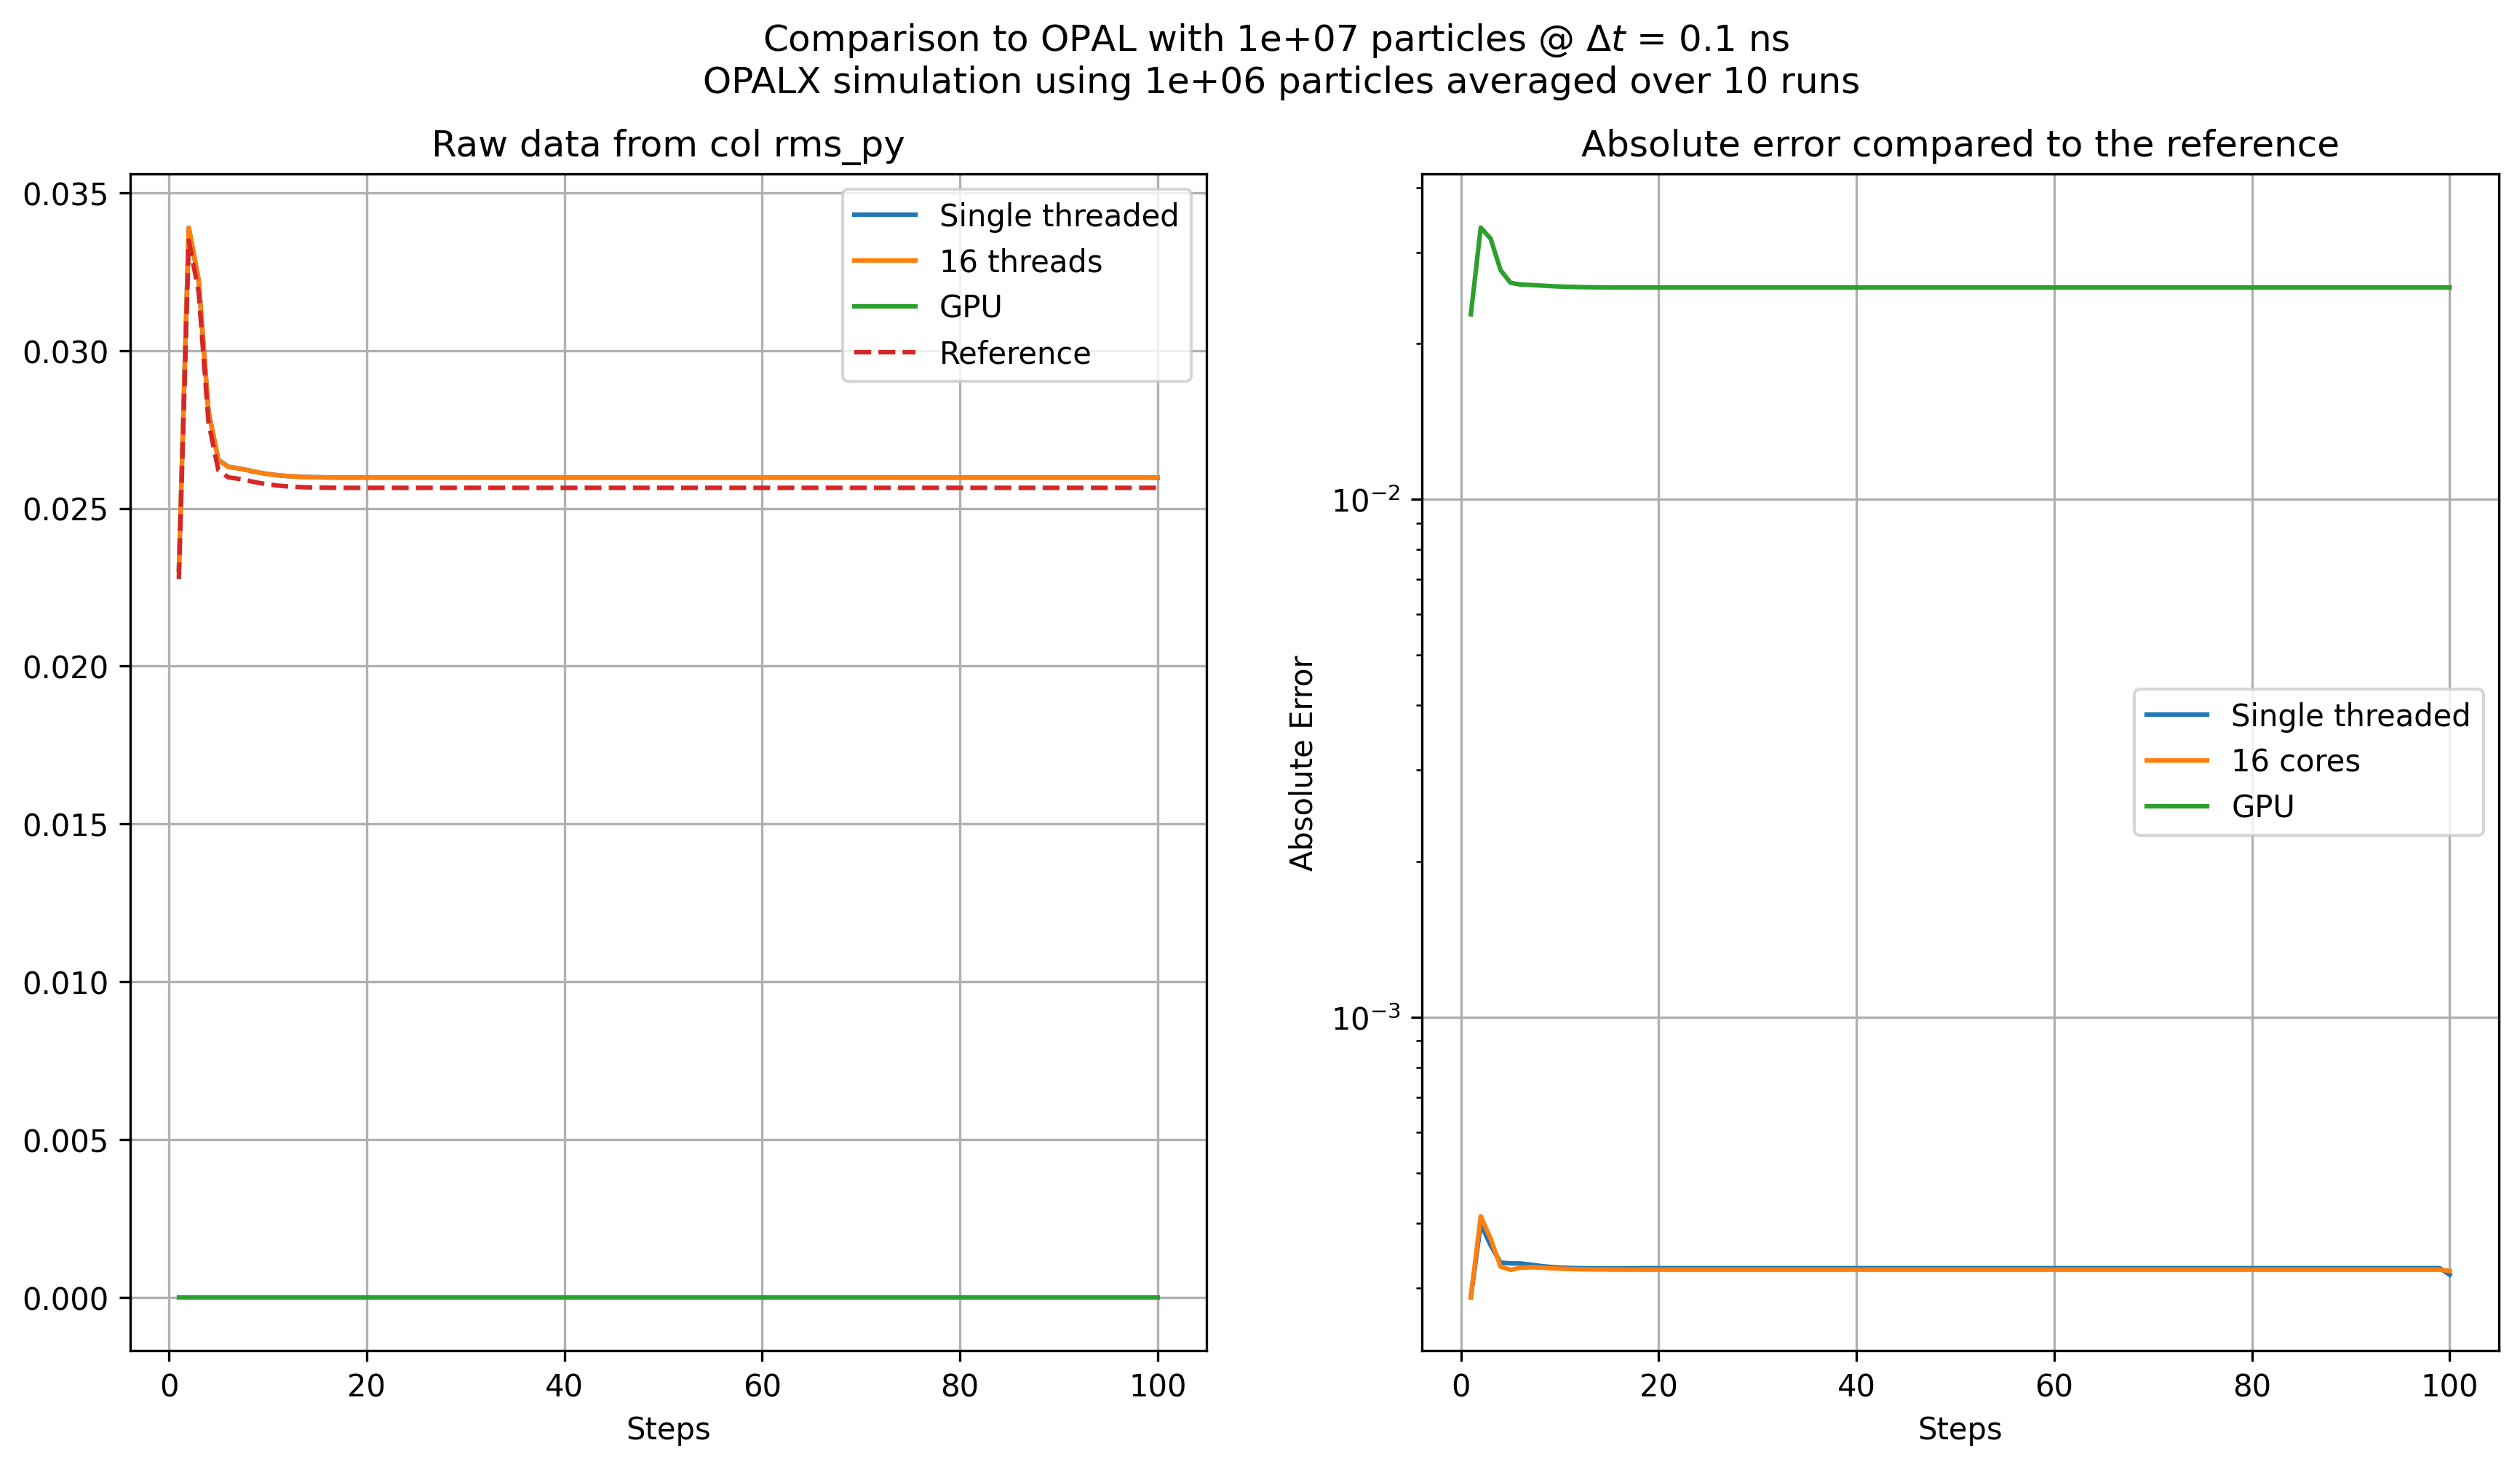 Comparison to OPAL with 1e+07 particles @ Δt = 0.1 ns
OPALX simulation using 1e+06 particles averaged over 10 runs
Raw data from col rms_py
0.035
0.030
0.025
0.020
0.015
0.010
0.005
0.000
0
20
40
60
80
100
Steps
Single threaded
16 threads
GPU
Reference
Absolute error compared to the reference
Absolute Error
10⁻²
10⁻³
0
20
40
60
80
100
Steps
Single threaded
16 cores
GPU